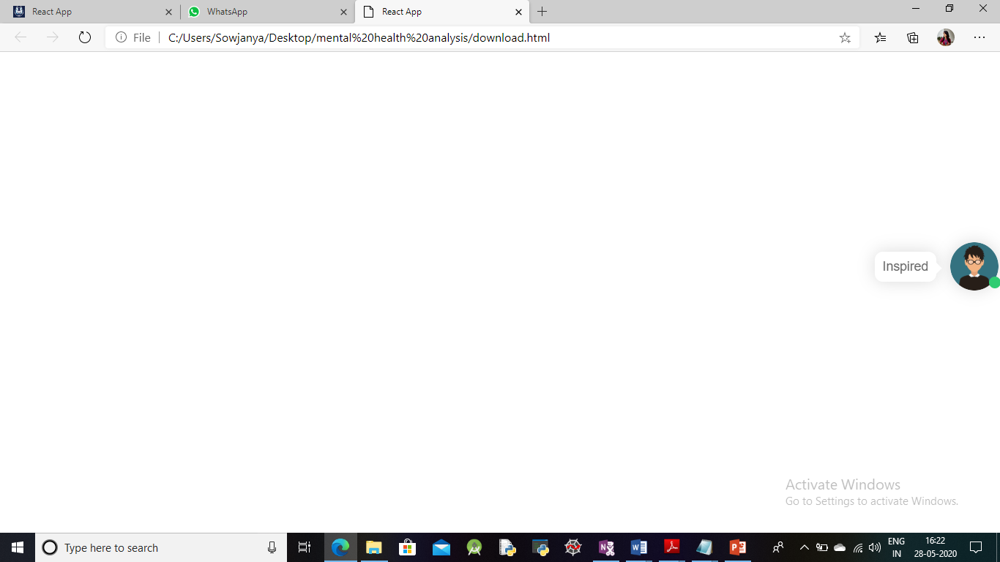 React App
WhatsApp
React App
File
C:/Users/Sowjanya/Desktop/mental%20health%20analysis/download.html
Inspired
Activate Windows
Go to Settings to activate Windows.
Type here to search
ENG
IN
16:22
28-05-2020